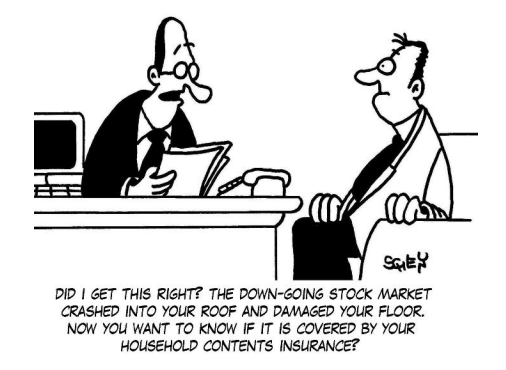 SCHEY
DID I GET THIS RIGHT? THE DOWN-GOING STOCK MARKET
CRASHED INTO YOUR ROOF AND DAMAGED YOUR FLOOR.
NOW YOU WANT TO KNOW IF IT IS COVERED BY YOUR
HOUSEHOLD CONTENTS INSURANCE?